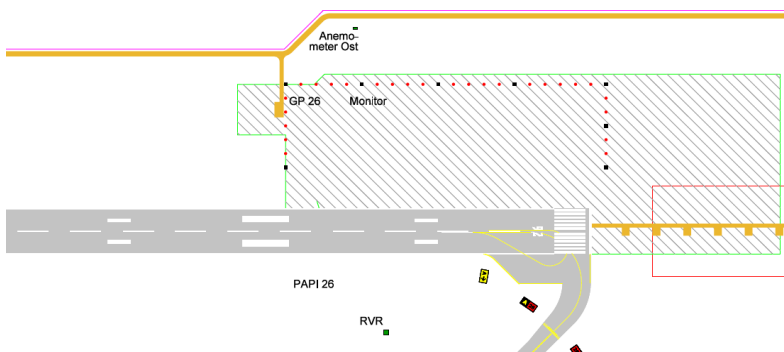 Anemo-
meter Ost
GP 26
Monitor
26
PAPI 26
RVR